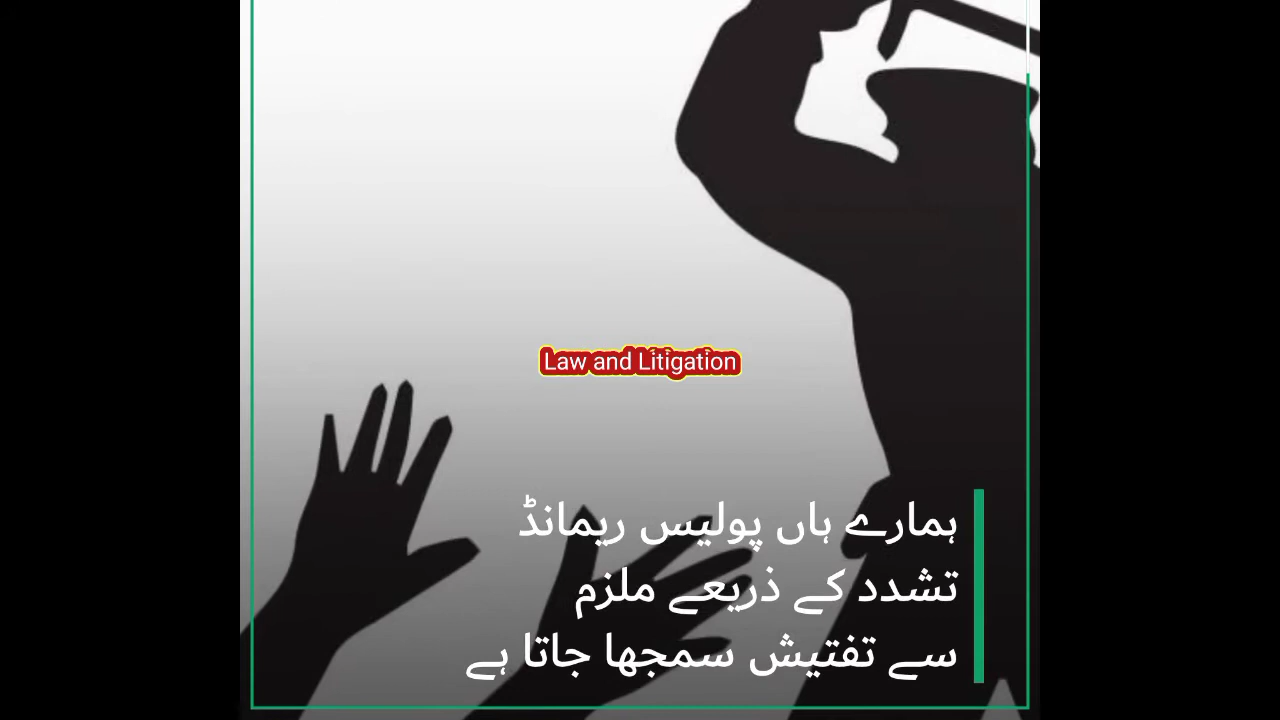 Law and Litigation
ہمارے ہاں پولیس ریمانڈ
تشدد کے ذریعے ملزم
سے تفتیش سمجھا جاتا ہے